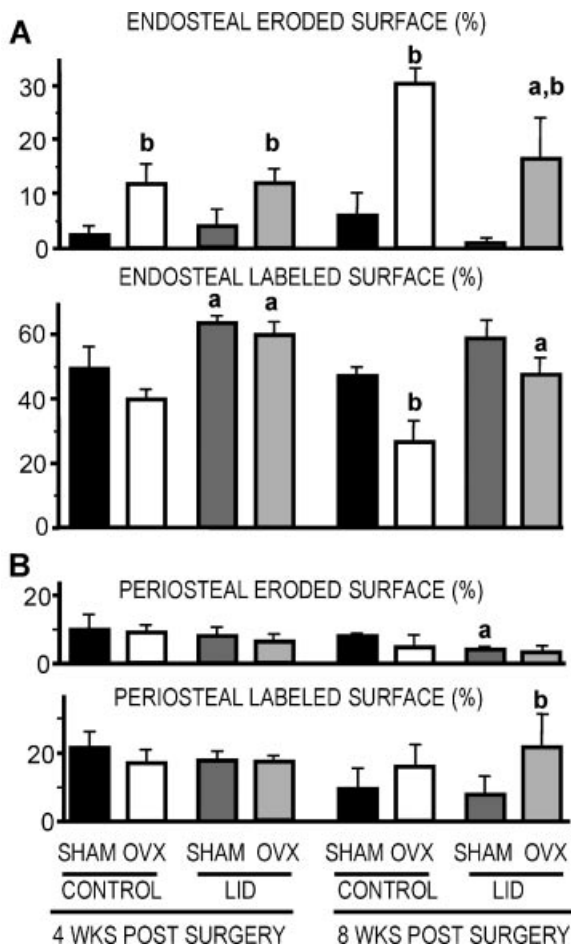 A
ENDOSTEAL ERODED SURFACE (%)
30
20
10
0
b
b
b
a,b
ENDOSTEAL LABELED SURFACE (%)
60
40
20
0
a
a
b
a
B
PERIOSTEAL ERODED SURFACE (%)
20
0
a
PERIOSTEAL LABELED SURFACE (%)
20
0
b
SHAM OVX SHAM OVX SHAM OVX SHAM OVX
CONTROL LID CONTROL LID
4 WKS POST SURGERY 8 WKS POST SURGERY